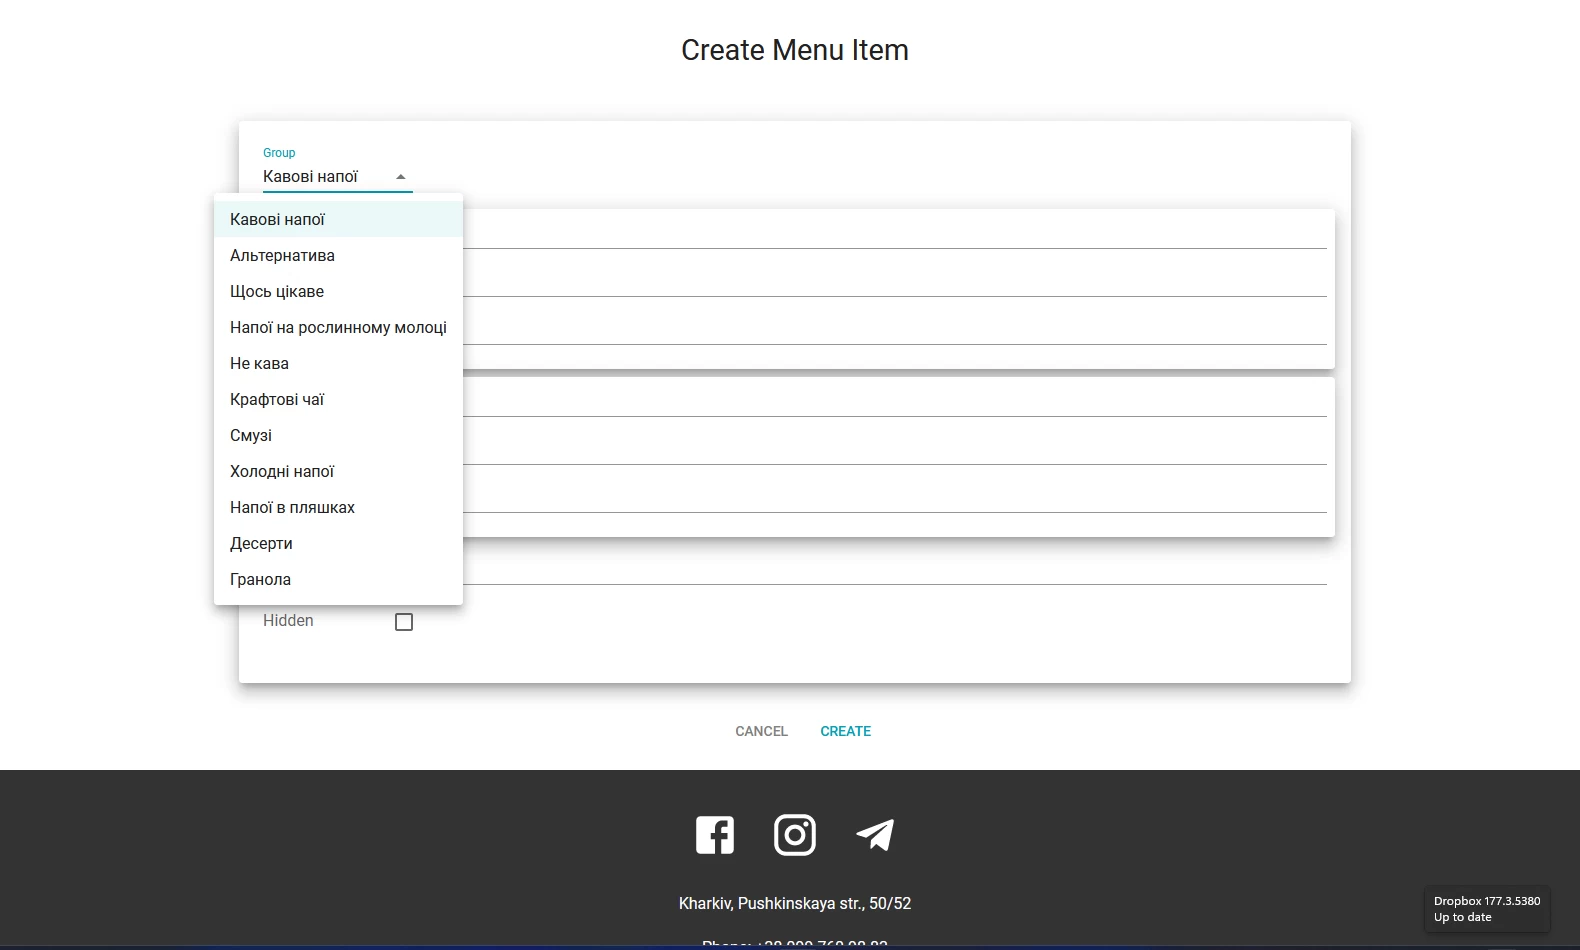 Create Menu Item
Group
Кавові напої
Кавові напої
Альтернатива
Щось цікаве
Напої на рослинному молоці
Не кава
Крафтові чаї
Смузі
Холодні напої
Напої в пляшках
Десерти
Гранола
Hidden
CANCEL CREATE
Kharkiv, Pushkinskaya str., 50/52
Dropbox 177.3.5380
Up to date